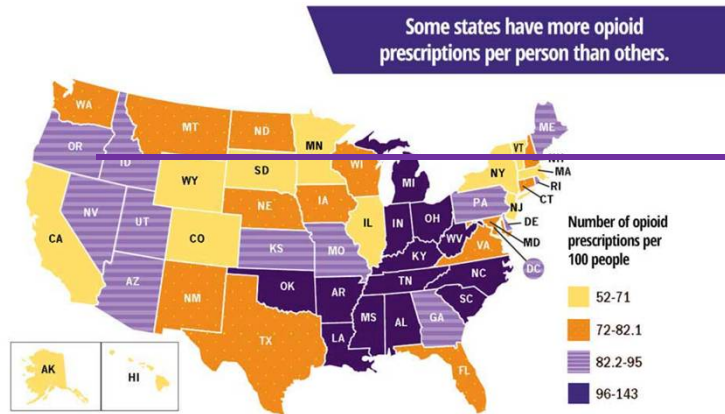 Some states have more opioid
prescriptions per person than others.
WA
MT
ND
MN
VT
ME
OR
ID
SD
WI
NY
MA
RI
CT
WY
MI
PA
NJ
NE
IA
IL
IN
OH
DE
MD
NV
UT
CO
KS
MO
KY
WV
VA
DC
CA
AZ
NM
OK
AR
TN
NC
SC
TX
LA
MS
AL
GA
FL
AK
HI
Number of opioid
prescriptions per
100 people
52-71
72-82.1
82.2-95
96-143